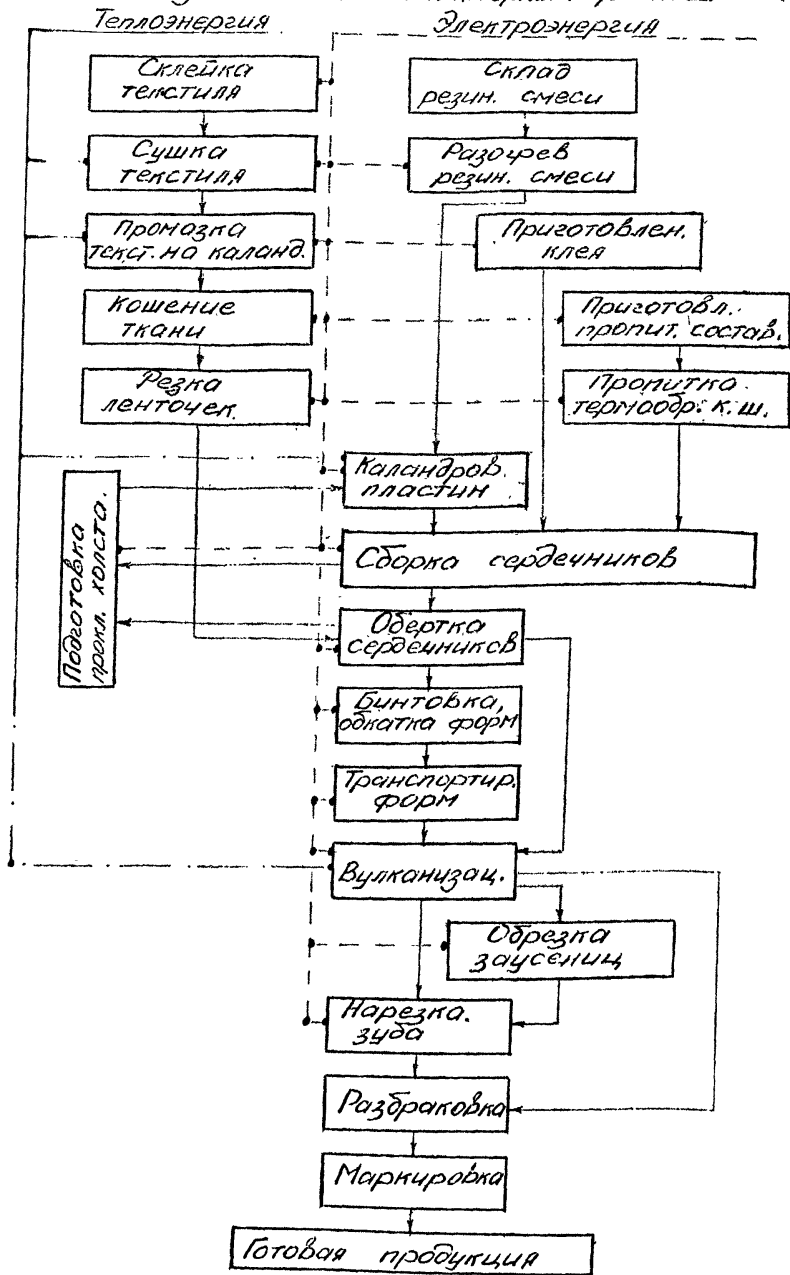 Теплоэнергия
Электроэнергия
Склейка
текстиля
Склад
резин. смеси
Сушка
текстиля
Разогрев
резин. смеси
Промазка
текст. на каланд.
Приготовлен.
клея
Кошение
ткани
Приготовл.
пропит. состав.
Резка
ленточек
Пропитка
термообр. к.ш.
Каландров.
пластин
Подготовка
прокл. холста.
Сборка сердечников
Обертка
сердечников
Бинтовка,
обкатка форм
Транспортир.
форм
Вулканизац.
Обрезка
заусениц
Нарезка.
зуба
Разбраковка
Маркировка
Готовая продукция